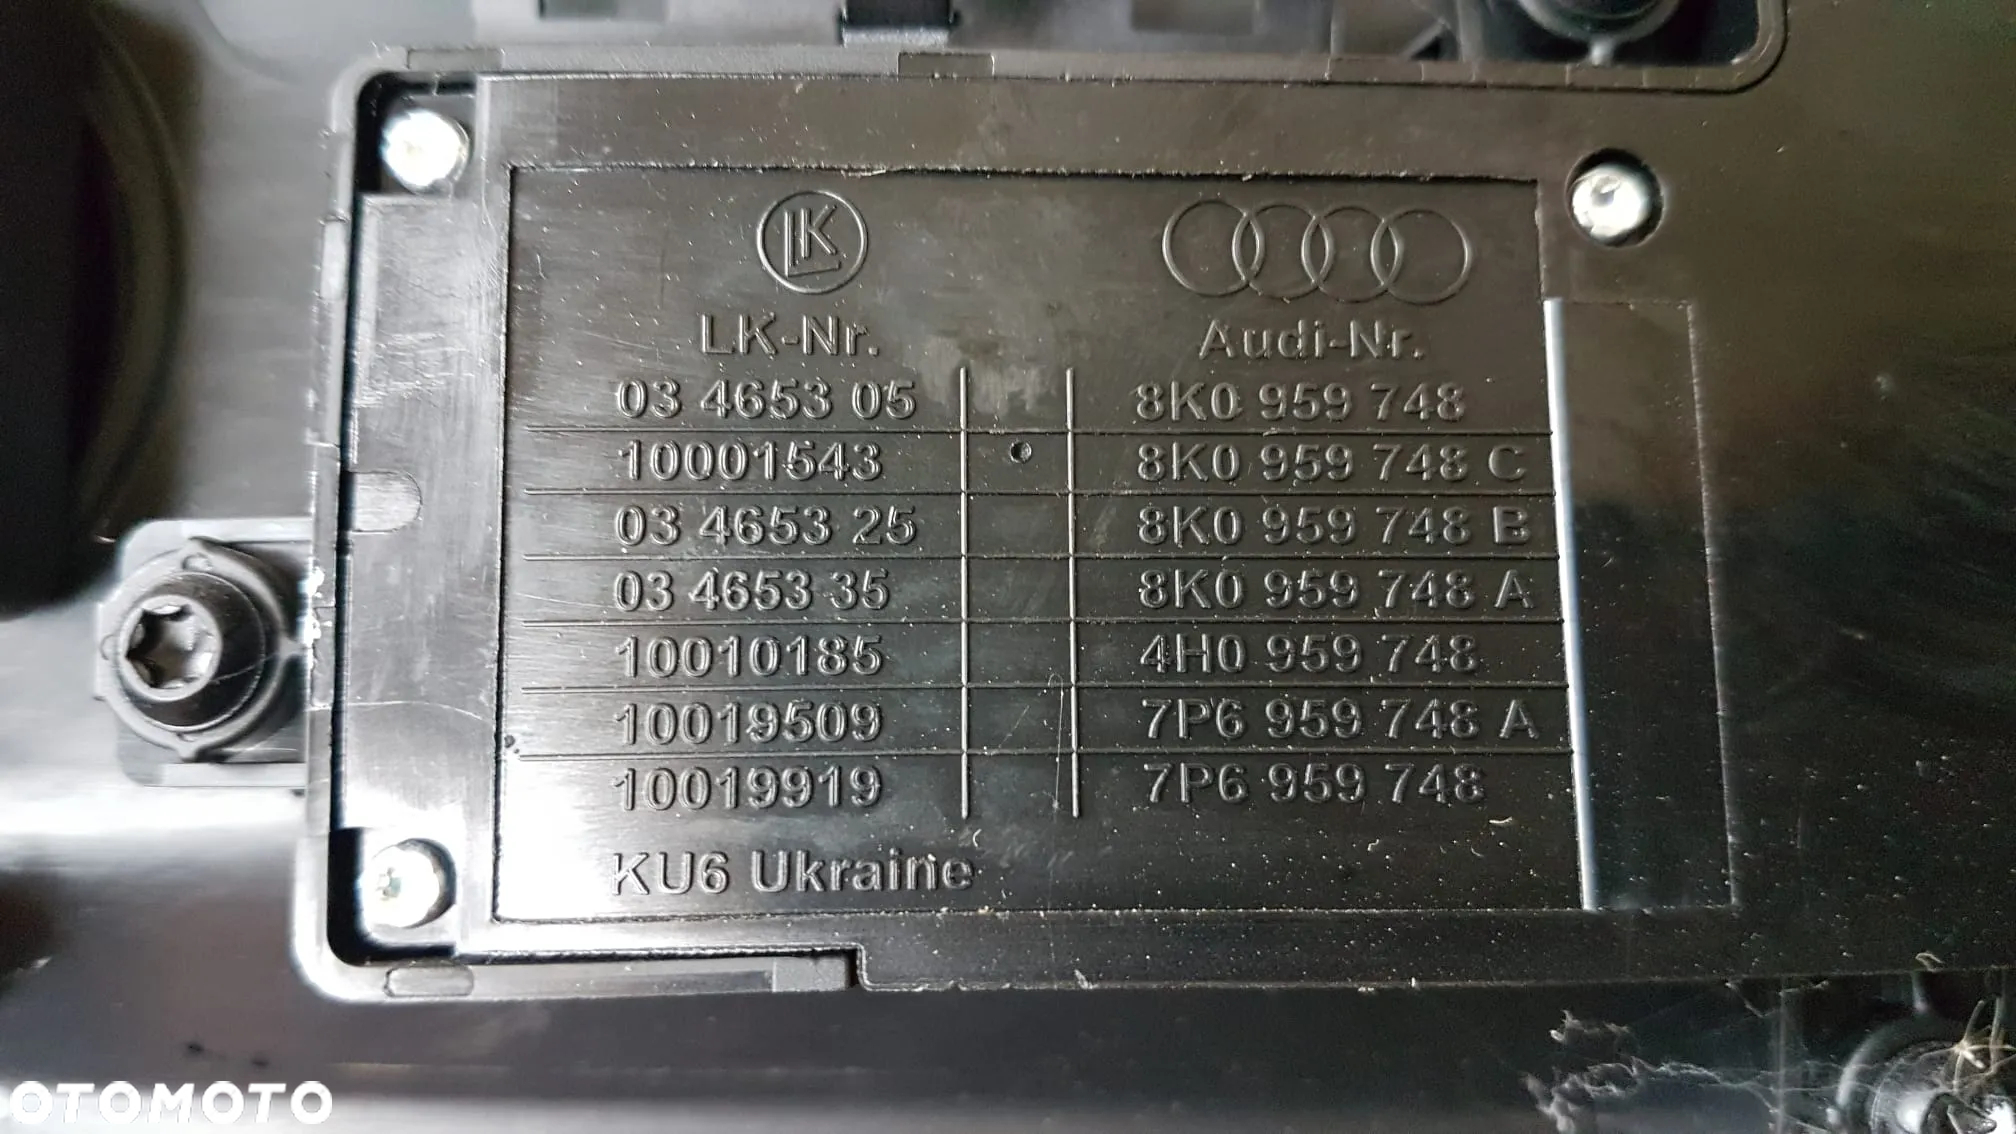 LK
LK-Nr. Audi-Nr.
03 4653 05 8K0 959 748
10001543 8K0 959 748 C
03 4653 25 8K0 959 748 B
03 4653 35 8K0 959 748 A
10010185 4H0 959 748
10019509 7P6 959 748 A
10019919 7P6 959 748
KU6 Ukraine
OTOMOTO